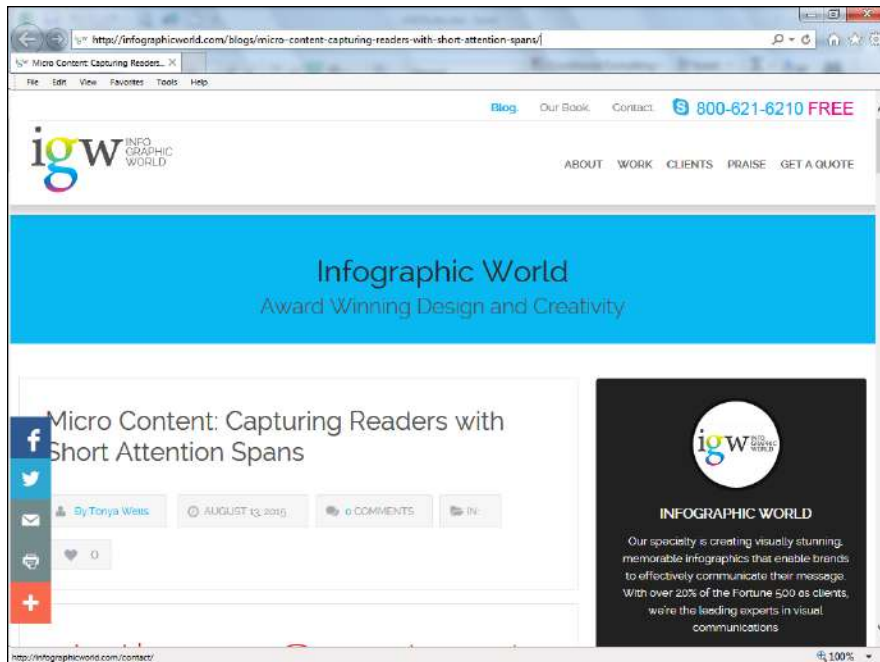 http://infographicworld.com/blogs/micro-content-capturing-readers-with-short-attention-spans/
Micro Content: Capturing Readers...
File Edit View Favorites Tools Help
Blog Our Book Contact 800-621-6210 FREE
igw INFO
GRAPHIC
WORLD
ABOUT WORK CLIENTS PRAISE GET A QUOTE
Infographic World
Award Winning Design and Creativity
Micro Content: Capturing Readers with
Short Attention Spans
By Tonya Wells AUGUST 13, 2015 0 COMMENTS IN:
0
igw INFO
GRAPHIC
WORLD
INFOGRAPHIC WORLD
Our specialty is creating visually stunning,
memorable infographics that enable brands
to effectively communicate their message.
With over 20% of the Fortune 500 as clients,
we're the leading experts in visual
communications
http://infographicworld.com/contact/
100%